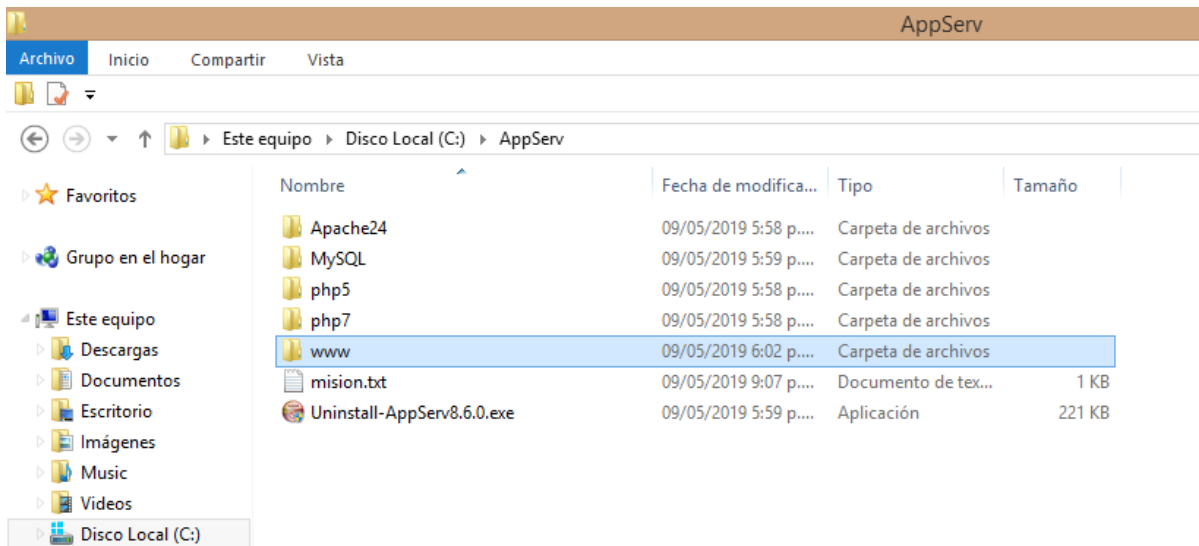 AppServ
Archivo Inicio Compartir Vista
Este equipo Disco Local (C:) AppServ
Nombre Fecha de modifica... Tipo Tamaño
Favoritos
Grupo en el hogar
Este equipo
Descargas
Documentos
Escritorio
Imágenes
Music
Videos
Disco Local (C:)
Apache24 09/05/2019 5:58 p.... Carpeta de archivos
MySQL 09/05/2019 5:59 p.... Carpeta de archivos
php5 09/05/2019 5:58 p.... Carpeta de archivos
php7 09/05/2019 5:58 p.... Carpeta de archivos
www 09/05/2019 6:02 p.... Carpeta de archivos
mision.txt 09/05/2019 9:07 p.... Documento de tex... 1 KB
Uninstall-AppServ8.6.0.exe 09/05/2019 5:59 p.... Aplicación 221 KB